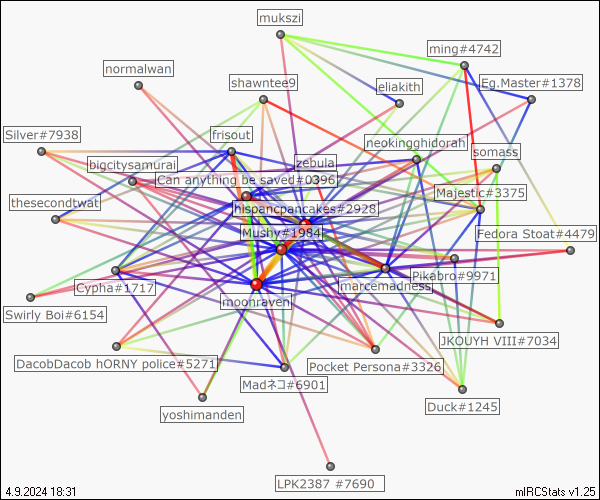 mukszi
ming#4742
normalwan
shawntee9
eliakith
Eg.Master#1378
Silver#7938
frisout
neokingghidorah
somass
bigcitysamurai
zebula
Can anything be saved#0396
Majestic#3375
thesecondtwat
hispancpancakes#2928
Mushy#1984
Fedora Stoat#4479
Cypha#1717
Pikabro#9971
marcemadness
moonraven
Swirly Boi#6154
JKOUYH VIII#7034
DacobDacob hORNY police#5271
Pocket Persona#3326
Madネコ#6901
yoshimanden
Duck#1245
LPK2387 #7690
4.9.2024 18:31
mIRCStats v1.25